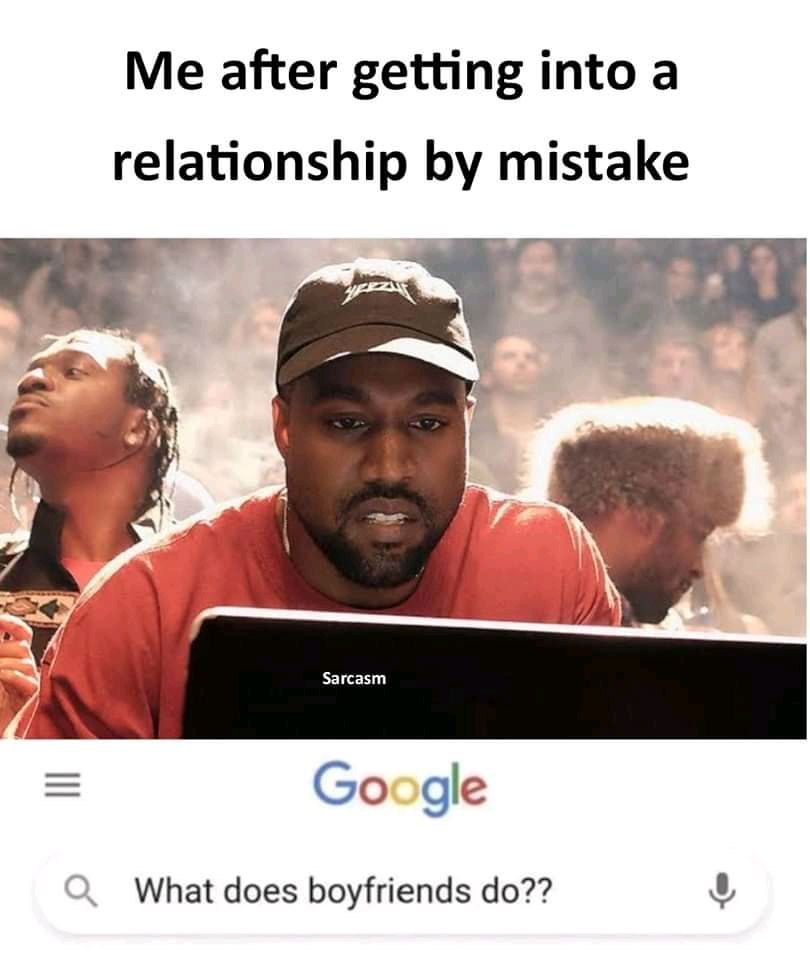 Me after getting into a
relationship by mistake
Sarcasm
Google
What does boyfriends do??